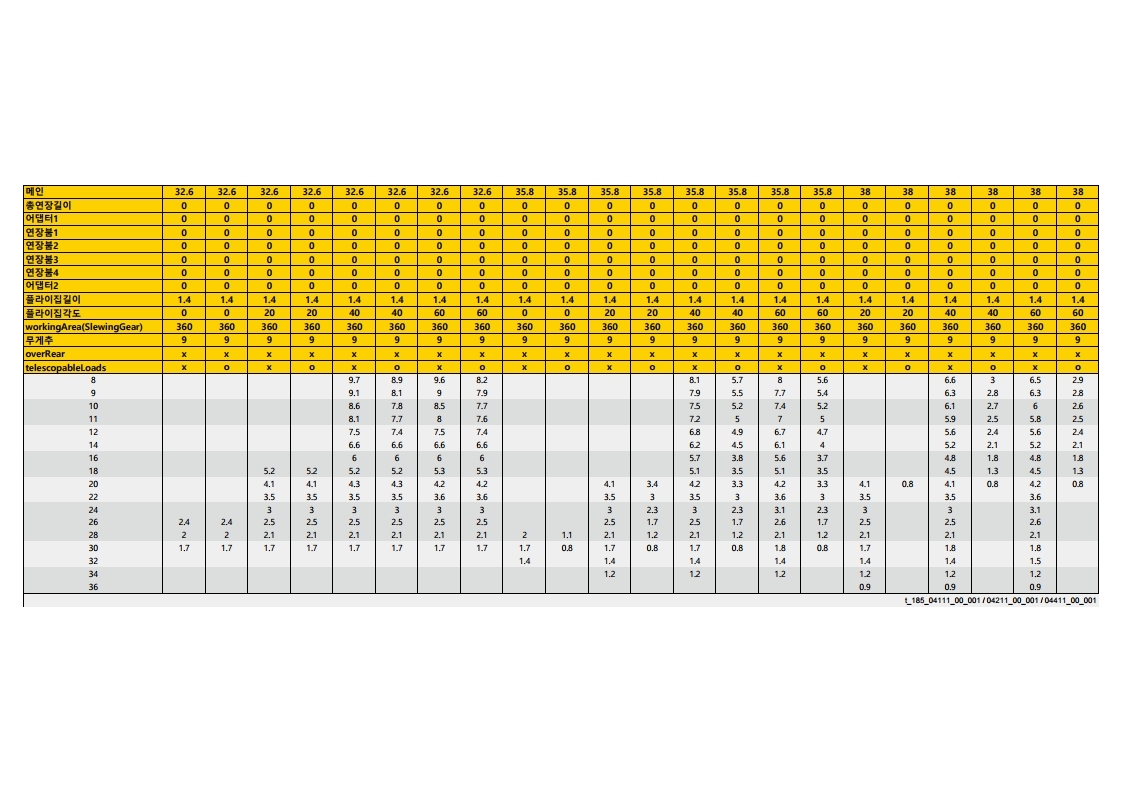 메인 32.6 32.6 32.6 32.6 32.6 32.6 32.6 32.6 35.8 35.8 35.8 35.8 35.8 35.8 35.8 35.8 38 38 38 38 38 38
총연장길이 0 0 0 0 0 0 0 0 0 0 0 0 0 0 0 0 0 0 0 0 0 0
어댑터1 0 0 0 0 0 0 0 0 0 0 0 0 0 0 0 0 0 0 0 0 0 0
연장붐1 0 0 0 0 0 0 0 0 0 0 0 0 0 0 0 0 0 0 0 0 0 0
연장붐2 0 0 0 0 0 0 0 0 0 0 0 0 0 0 0 0 0 0 0 0 0 0
연장붐3 0 0 0 0 0 0 0 0 0 0 0 0 0 0 0 0 0 0 0 0 0 0
연장붐4 0 0 0 0 0 0 0 0 0 0 0 0 0 0 0 0 0 0 0 0 0 0
어댑터2 0 0 0 0 0 0 0 0 0 0 0 0 0 0 0 0 0 0 0 0 0 0
플라이집길이 1.4 1.4 1.4 1.4 1.4 1.4 1.4 1.4 1.4 1.4 1.4 1.4 1.4 1.4 1.4 1.4 1.4 1.4 1.4 1.4 1.4 1.4
플라이집각도 0 0 20 20 40 40 60 60 0 0 20 20 40 40 60 60 20 20 40 40 60 60
workingArea(SlewingGear) 360 360 360 360 360 360 360 360 360 360 360 360 360 360 360 360 360 360 360 360 360 360
무게추 9 9 9 9 9 9 9 9 9 9 9 9 9 9 9 9 9 9 9 9 9 9
overRear x x x x x x x x x x x x x x x x x x x x x x
telescopableLoads x o x o x o x o x o x o x o x o x o x o x o
8 9.7 8.9 9.6 8.2 8.1 5.7 8 5.6 6.6 3 6.5 2.9
9 9.1 8.1 9 7.9 7.9 5.5 7.7 5.4 6.3 2.8 6.3 2.8
10 8.6 7.8 8.5 7.7 7.5 5.2 7.4 5.2 6.1 2.7 6 2.6
11 8.1 7.7 8 7.6 7.2 5 7 5 5.9 2.5 5.8 2.5
12 7.5 7.4 7.5 7.4 6.8 4.9 6.7 4.7 5.6 2.4 5.6 2.4
14 6.6 6.6 6.6 6.6 6.2 4.5 6.1 4 5.2 2.1 5.2 2.1
16 6 6 6 6 5.7 3.8 5.6 3.7 4.8 1.8 4.8 1.8
18 5.2 5.2 5.2 5.2 5.3 5.3 5.1 3.5 5.1 3.5 4.5 1.3 4.5 1.3
20 4.1 4.1 4.3 4.3 4.2 4.2 4.1 3.4 4.2 3.3 4.2 3.3 4.1 0.8 4.1 0.8 4.2 0.8
22 3.5 3.5 3.5 3.5 3.6 3.6 3.5 3 3.5 3 3.6 3 3.5 3.5 3.6
24 3 3 3 3 3 3 3 2.3 3 2.3 3.1 2.3 3 3 3.1
26 2.4 2.4 2.5 2.5 2.5 2.5 2.5 2.5 2.5 1.7 2.5 1.7 2.6 1.7 2.5 2.5 2.6
28 2 2 2.1 2.1 2.1 2.1 2.1 2.1 2 1.1 2.1 1.2 2.1 1.2 2.1 1.2 2.1 2.1 2.1
30 1.7 1.7 1.7 1.7 1.7 1.7 1.7 1.7 1.7 0.8 1.7 0.8 1.7 0.8 1.8 0.8 1.7 1.8 1.8
32 1.4 1.4 1.4 1.4 1.4 1.4 1.5
34 1.2 1.2 1.2 1.2 1.2 1.2
36 0.9 0.9 0.9
t_185_04111_00_001 / 04211_00_001 / 04411_00_001